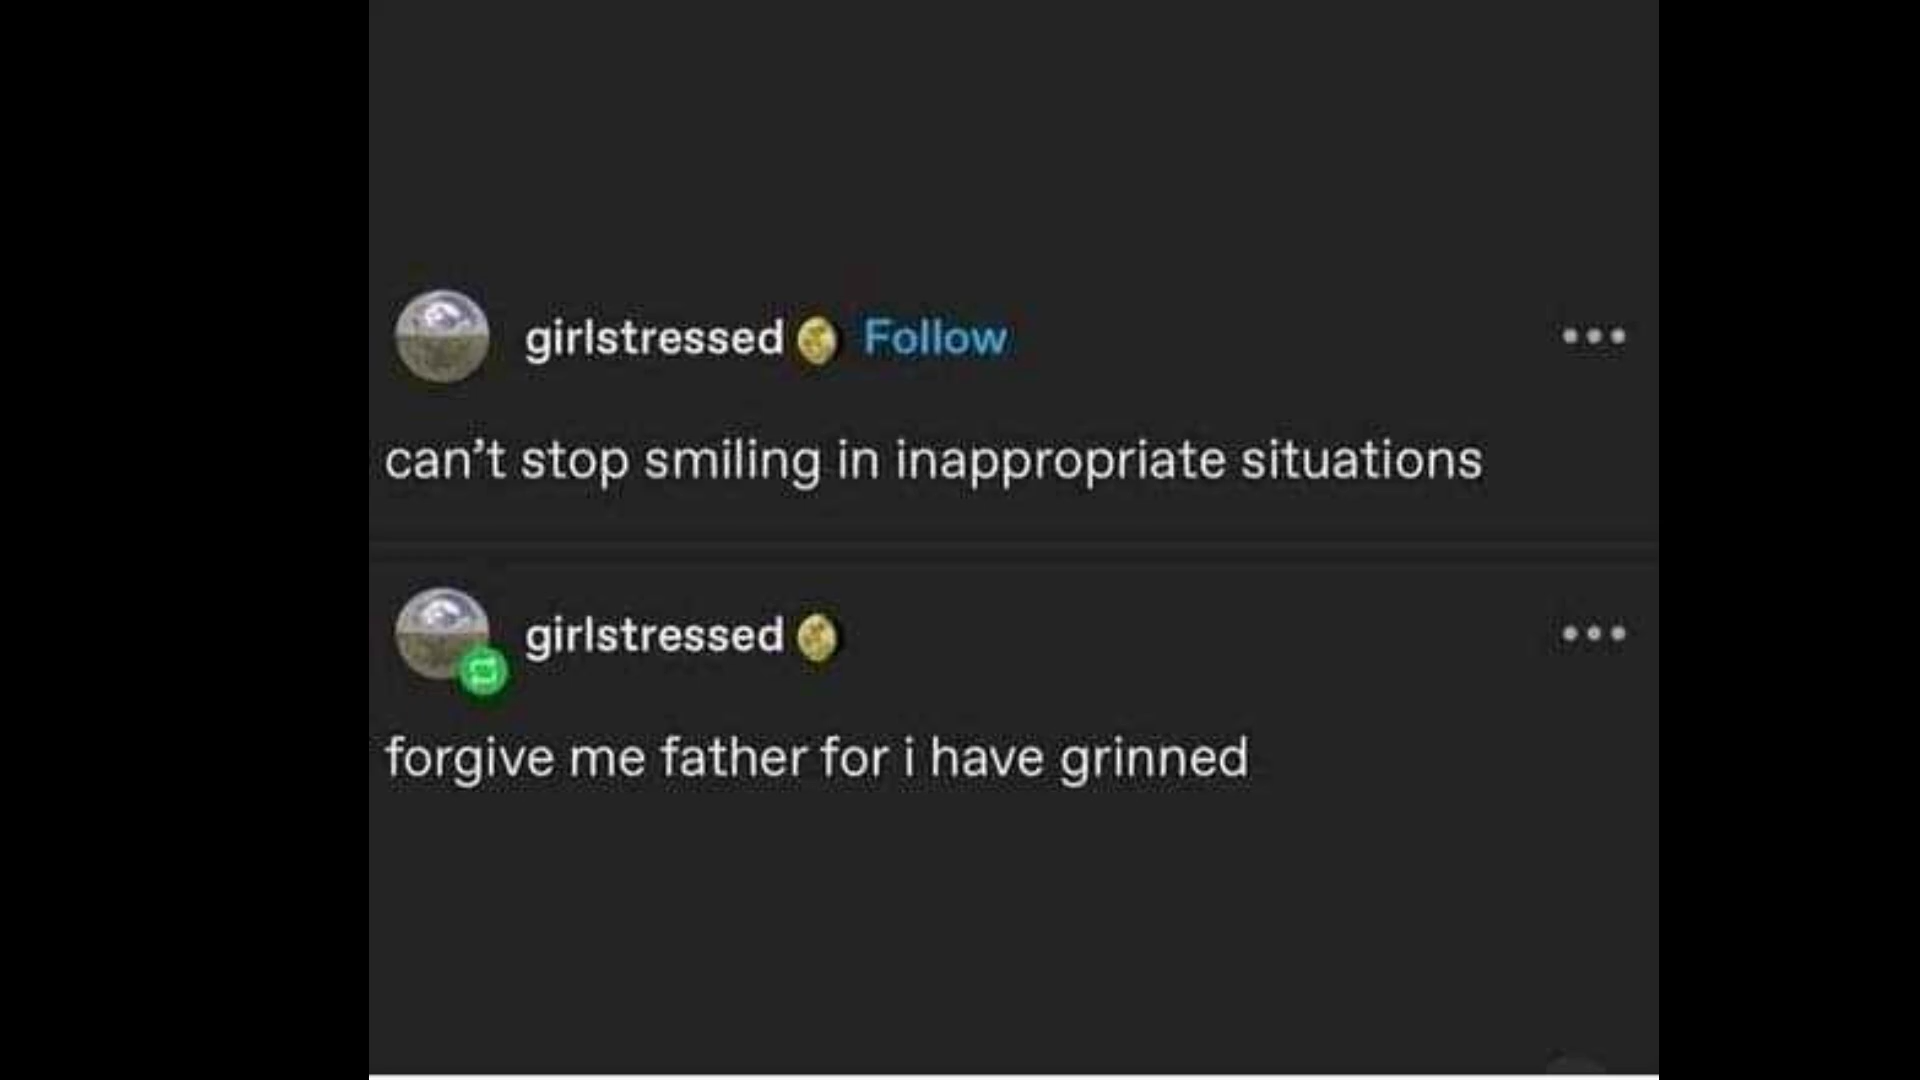 girlstressed Follow
can’t stop smiling in inappropriate situations
girlstressed
forgive me father for i have grinned